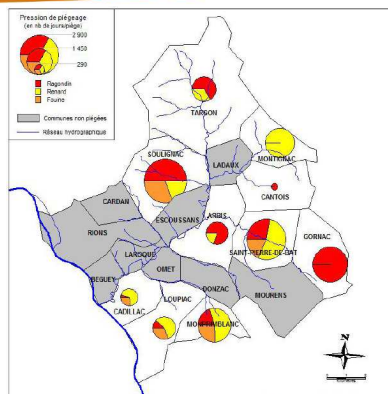 Pression de piégeage
(en nb de jours/piège)
2 900
1 450
290
Ragondin
Renard
Fouine
Communes non piégées
Réseau hydrographique
TARGON
MONTIGNAC
SOULIGNAC
LADAUX
CANTOIS
CARDAN
ESCOUSSANS
ARBIS
GORNAC
RIONS
SAINT-PIERRE-DE-BAT
LAROQUE
OMET
BEGUEY
DONZAC
MOURENS
LOUPIAC
CADILLAC
MONPRIMBLANC
N